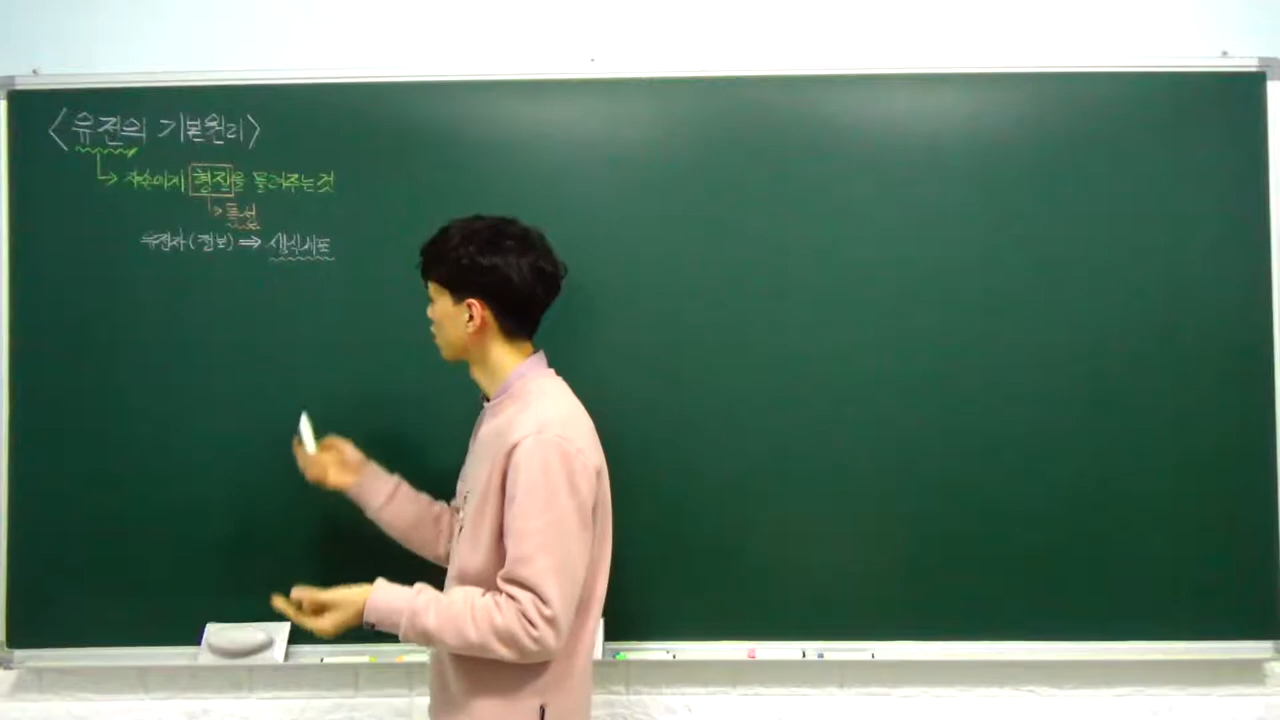 <유전의 기본원리>
→ 자손에게 형질을 물려주는것
→ 특성
유전자(정보) ⇒ 생식세포